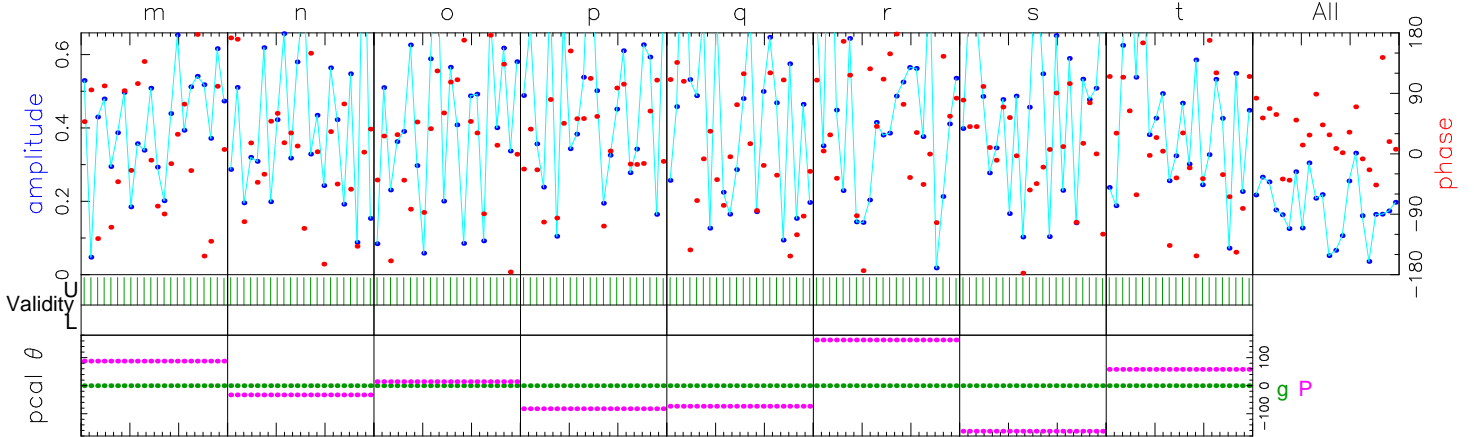 m n o p q r s t All
amplitude
0 0.2 0.4 0.6
-180 -90 0 90 180
phase
U
Validity
L
pcal θ
-100 0 100
g P